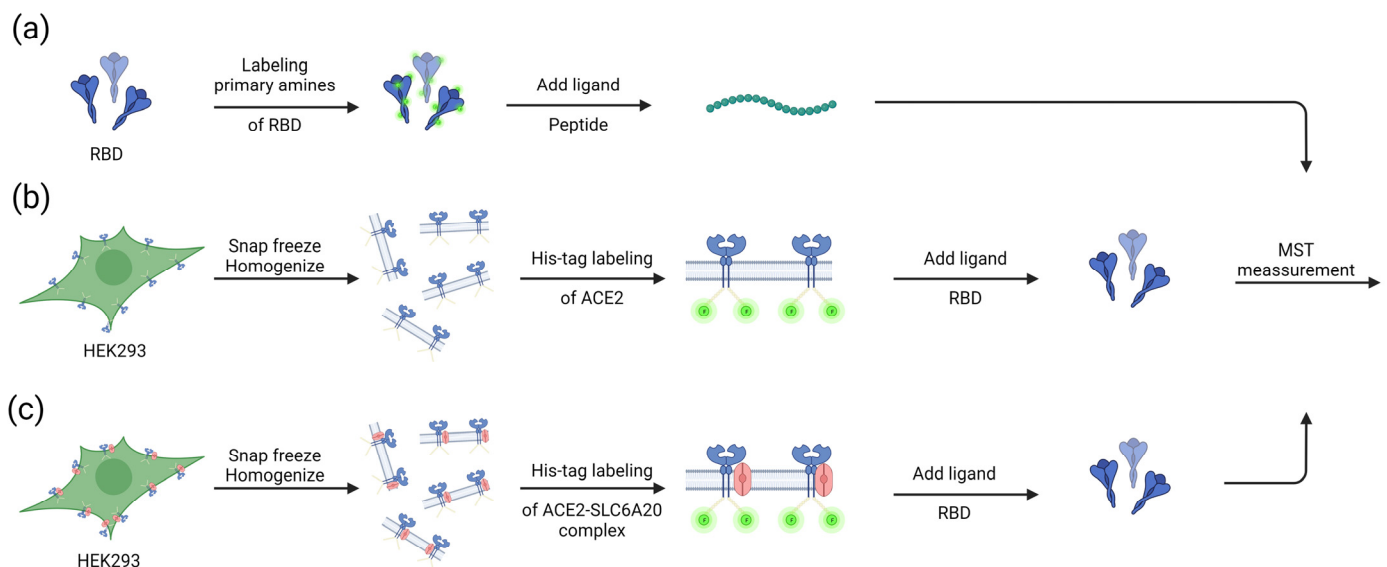 (a)
RBD
Labeling
primary amines
of RBD
Add ligand
Peptide
(b)
HEK293
Snap freeze
Homogenize
His-tag labeling
of ACE2
Add ligand
RBD
MST
meassurement
(c)
HEK293
Snap freeze
Homogenize
His-tag labeling
of ACE2-SLC6A20
complex
Add ligand
RBD